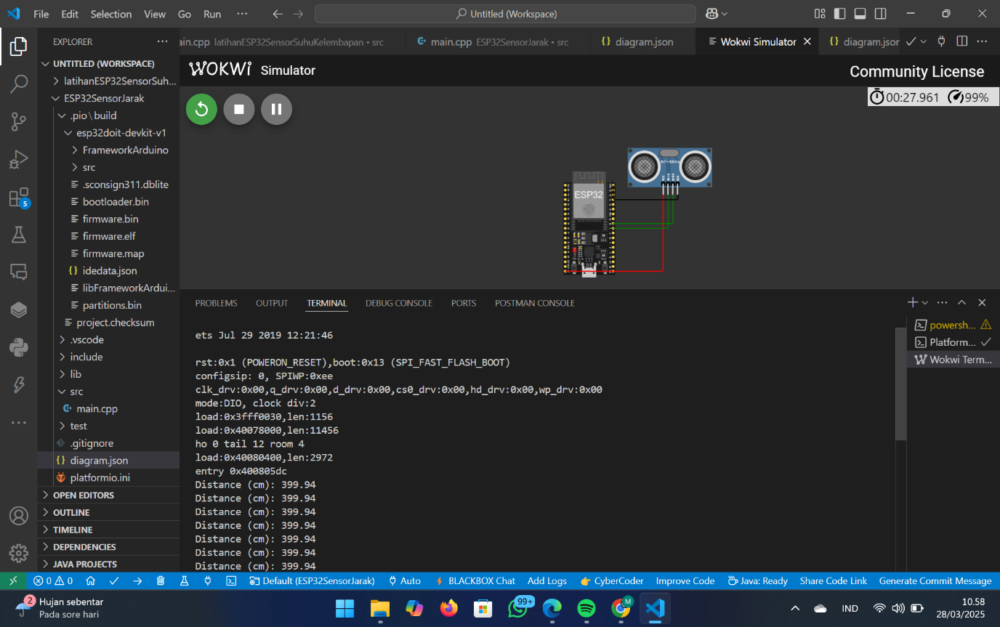 File Edit Selection View Go Run ··· Untitled (Workspace)
EXPLORER ···
UNTITLED (WORKSPACE)
latihanESP32SensorSuh...
ESP32SensorJarak
.pio\build
esp32doit-devkit-v1
FrameworkArduino
src
.sconsign311.dblite
bootloader.bin
firmware.bin
firmware.elf
firmware.map
idedata.json
libFrameworkArdui...
partitions.bin
project.checksum
.vscode
include
lib
src
main.cpp
test
.gitignore
diagram.json
platformio.ini
OPEN EDITORS
OUTLINE
TIMELINE
DEPENDENCIES
JAVA PROJECTS
5
ain.cpp latihanESP32SensorSuhuKelembapan • src main.cpp ESP32SensorJarak • src diagram.json Wokwi Simulator diagram.jsor
WOKWi Simulator Community License
00:27.961 99%
ESP32
PROBLEMS OUTPUT TERMINAL DEBUG CONSOLE PORTS POSTMAN CONSOLE
powersh...
Platform...
Wokwi Term...
ets Jul 29 2019 12:21:46
rst:0x1 (POWERON_RESET),boot:0x13 (SPI_FAST_FLASH_BOOT)
configsip: 0, SPIWP:0xee
clk_drv:0x00,q_drv:0x00,d_drv:0x00,cs0_drv:0x00,hd_drv:0x00,wp_drv:0x00
mode:DIO, clock div:2
load:0x3fff0030,len:1156
load:0x40078000,len:11456
ho 0 tail 12 room 4
load:0x40080400,len:2972
entry 0x400805dc
Distance (cm): 399.94
Distance (cm): 399.94
Distance (cm): 399.94
Distance (cm): 399.94
Distance (cm): 399.94
Distance (cm): 399.94
Distance (cm): 399.94
0 0 Default (ESP32SensorJarak) Auto BLACKBOX Chat Add Logs CyberCoder Improve Code Java: Ready Share Code Link Generate Commit Message
2 Hujan sebentar
Pada sore hari
99+
M
IND
10.58
28/03/2025